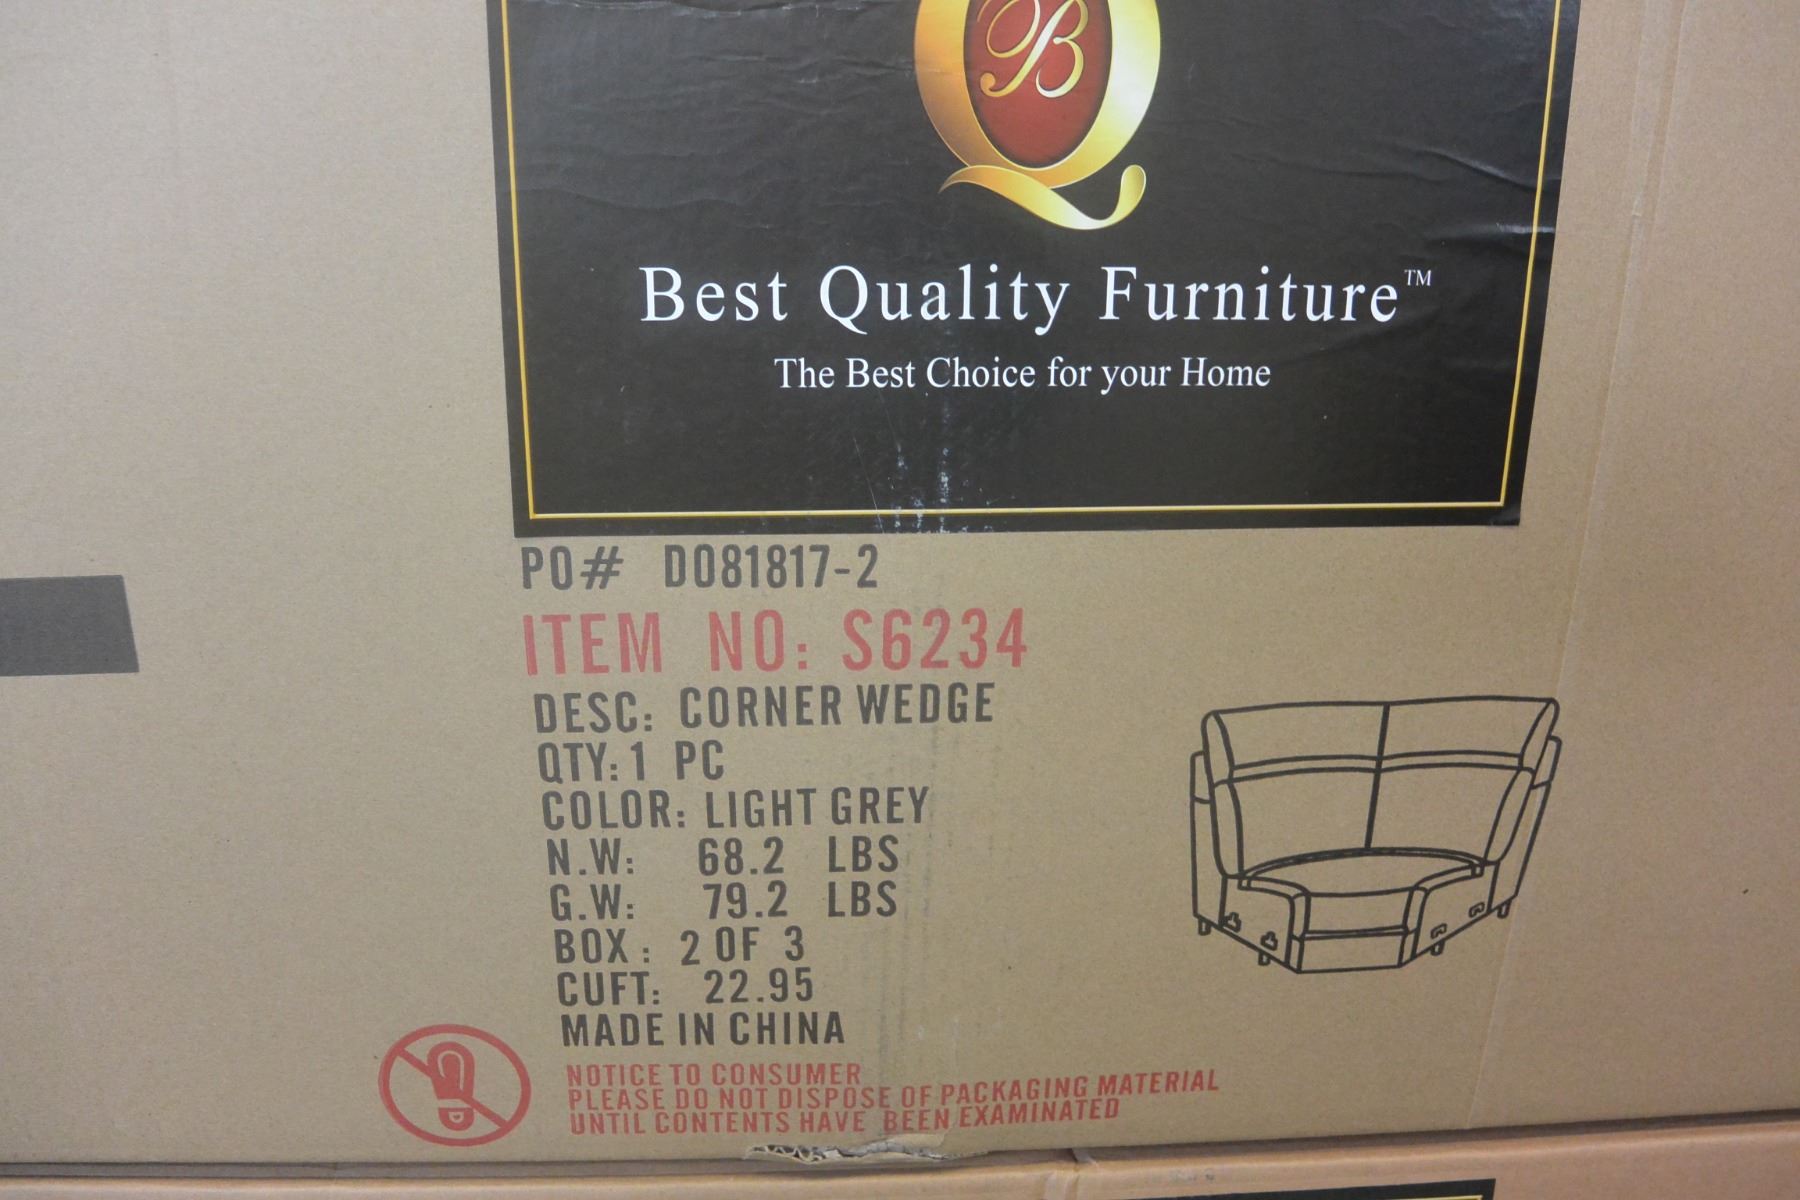 B
Best Quality Furniture™
The Best Choice for your Home
PO# D081817-2
ITEM NO: S6234
DESC: CORNER WEDGE
QTY: 1 PC
COLOR: LIGHT GREY
N.W: 68.2 LBS
G.W: 79.2 LBS
BOX : 2 OF 3
CUFT: 22.95
MADE IN CHINA
NOTICE TO CONSUMER
PLEASE DO NOT DISPOSE OF PACKAGING MATERIAL
UNTIL CONTENTS HAVE BEEN EXAMINATED